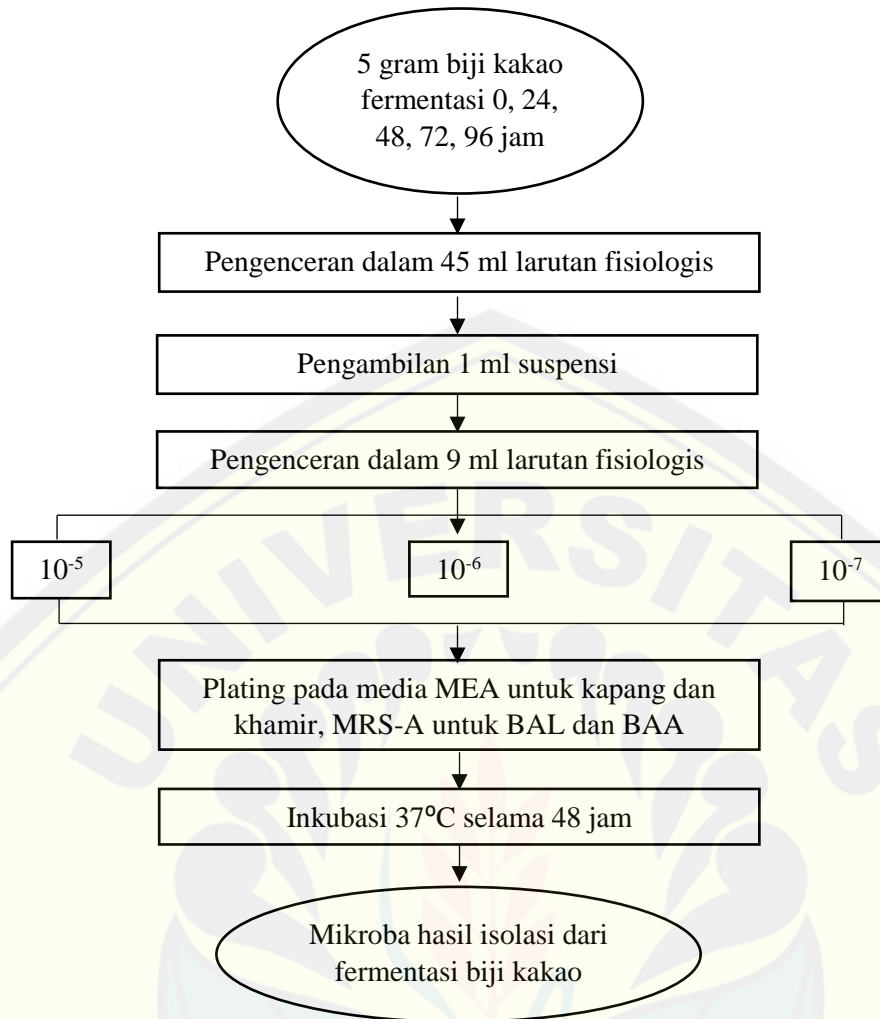 5 gram biji kakao
fermentasi 0, 24,
48, 72, 96 jam
Pengenceran dalam 45 ml larutan fisiologis
Pengambilan 1 ml suspensi
Pengenceran dalam 9 ml larutan fisiologis
10⁻⁵ 10⁻⁶ 10⁻⁷
Plating pada media MEA untuk kapang dan
khamir, MRS-A untuk BAL dan BAA
Inkubasi 37⁰C selama 48 jam
Mikroba hasil isolasi dari
fermentasi biji kakao
UNIVERSITAS